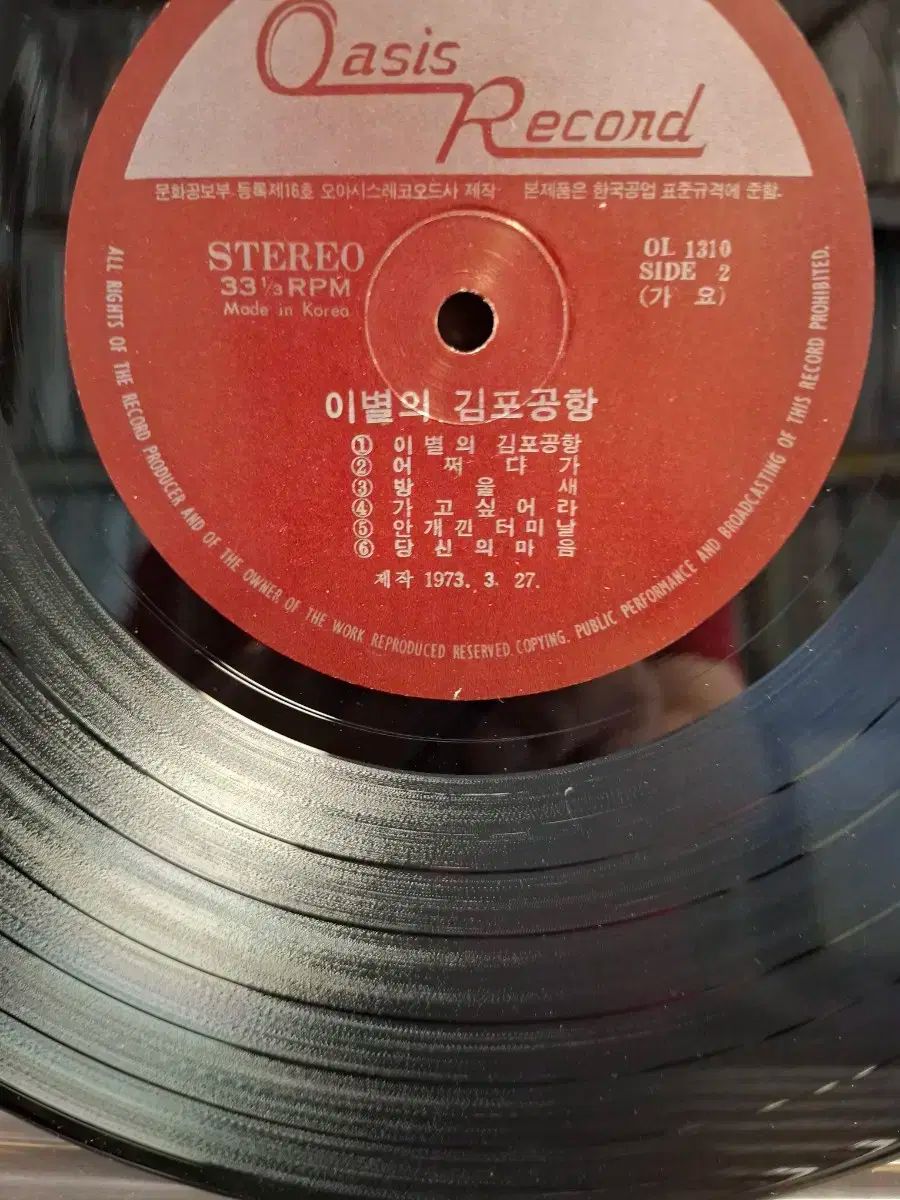 Oasis
Record
문화공보부 등록제16호 오아시스레코오드사 제작 본제품은 한국공업 표준규격에 준함.
STEREO
33 1/3 RPM
Made in Korea
OL 1310
SIDE 2
(가 요)
이별의 김포공항
① 이별의 김포공항
② 어쩌댜가
③ 방울새
④ 가고싶어라
⑤ 안개낀 터미날
⑥ 당신의마음
제작 1973. 3. 27.
ALL RIGHTS OF THE RECORD PRODUCER AND OF THE OWNER OF THE WORK REPRODUCED RESERVED COPYING. PUBLIC PERFORMANCE AND BROADCASTING OF THIS RECORD PROHIBITED.